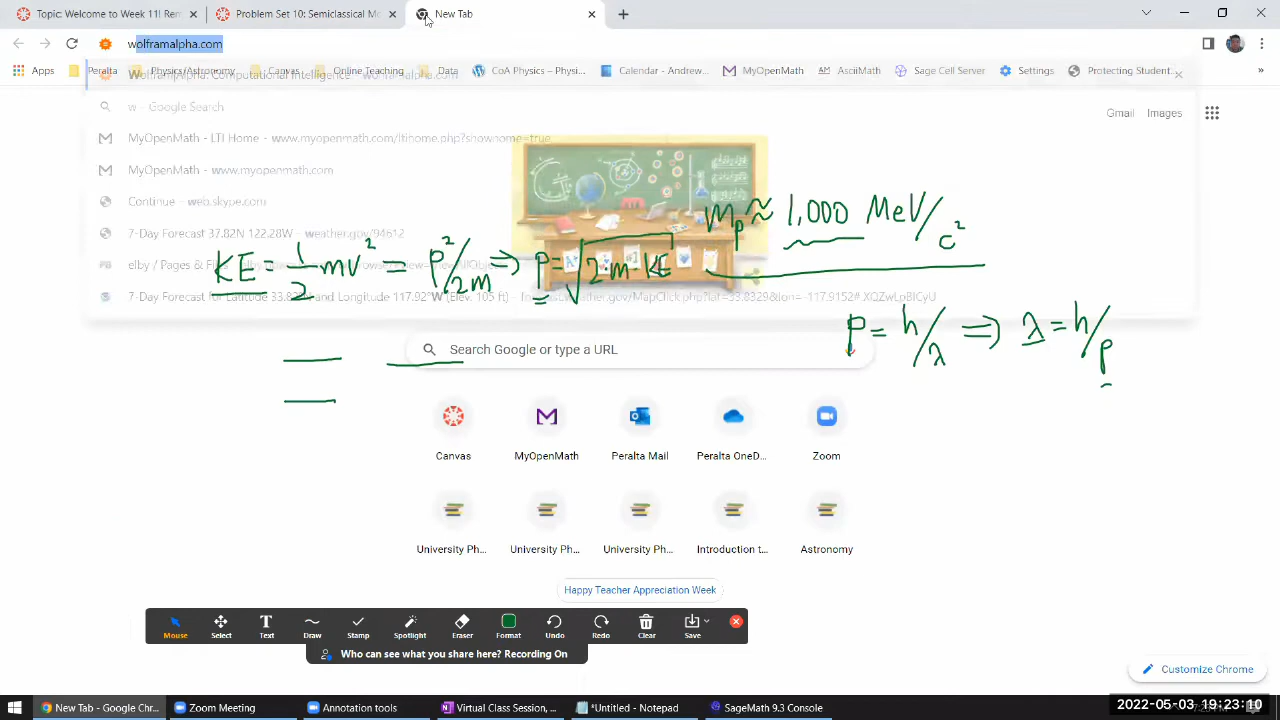 Topic: Welcome to Week 11! Rem
Problem Set 10: Semiclassical M
New Tab
wolframalpha.com
Apps
Peralta
Physics/Astronomy
Canvas
Online Teaching
Data
CoA Physics – Physi...
Calendar - Andrew...
MyOpenMath
AsciiMath
Sage Cell Server
Settings
Protecting Student...
w - Google Search
Gmail
Images
MyOpenMath - LTI Home - www.myopenmath.com/ltihome.php?showhome=true
MyOpenMath - www.myopenmath.com
Continue - web.skype.com
7-Day Forecast 37.82N 122.28W - weather.gov/94612
elby / Pages & Files
m_p ≈ 1,000 MeV/c²
KE = 1/2 mv² = p²/2m ⇒ p = √2·m·KE
p = h/λ ⇒ λ = h/p
Search Google or type a URL
Canvas
MyOpenMath
Peralta Mail
Peralta OneD...
Zoom
University Ph...
University Ph...
University Ph...
Introduction t...
Astronomy
Happy Teacher Appreciation Week
Mouse
Select
Text
Draw
Stamp
Spotlight
Eraser
Format
Undo
Redo
Clear
Save
Who can see what you share here? Recording On
Customize Chrome
New Tab - Google Chr...
Zoom Meeting
Annotation tools
Virtual Class Session, ...
*Untitled - Notepad
SageMath 9.3 Console
2022-05-03 19:23:10